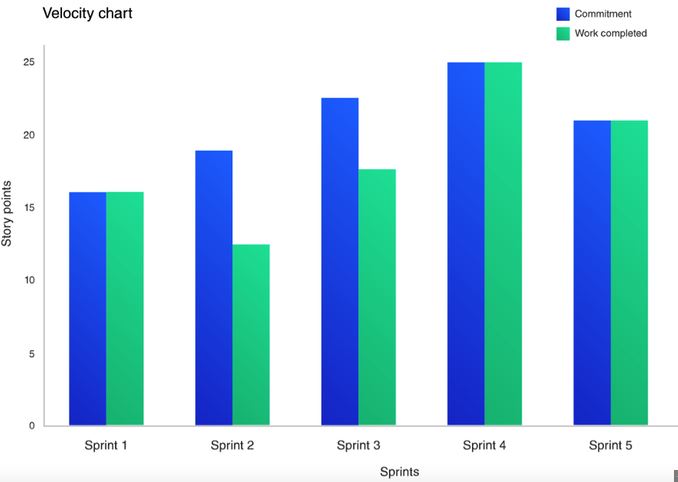 Velocity chart
Commitment
Work completed
Story points
25
20
15
10
5
0
Sprint 1
Sprint 2
Sprint 3
Sprint 4
Sprint 5
Sprints